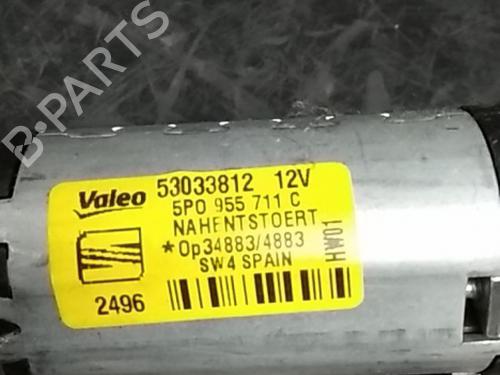 B-PARTS
Valeo 53033812 12V
5P0 955 711 C
NAHENTSTOERT
*Op34883/4883
SW4 SPAIN
HW01
2496